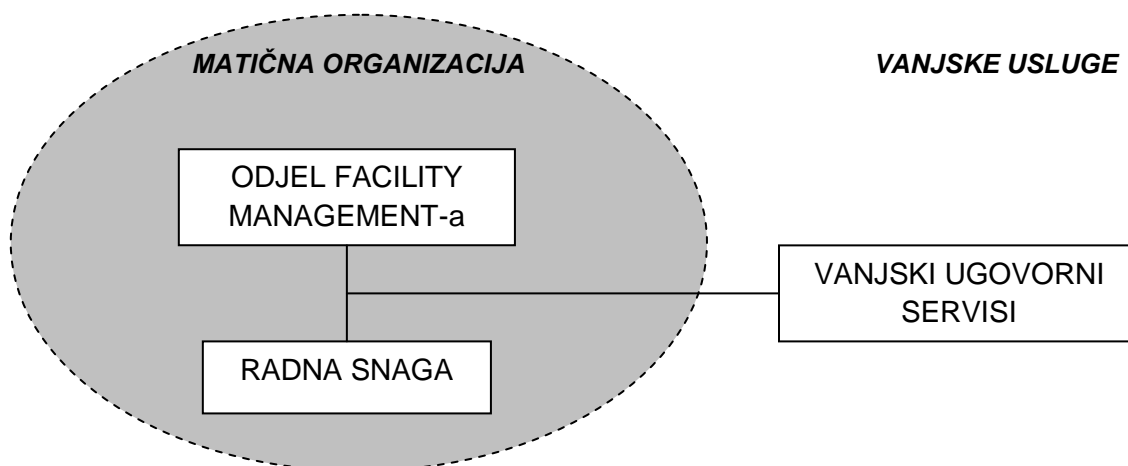 MATIČNA ORGANIZACIJA
VANJSKE USLUGE
ODJEL FACILITY
MANAGEMENT-a
VANJSKI UGOVORNI
SERVISI
RADNA SNAGA